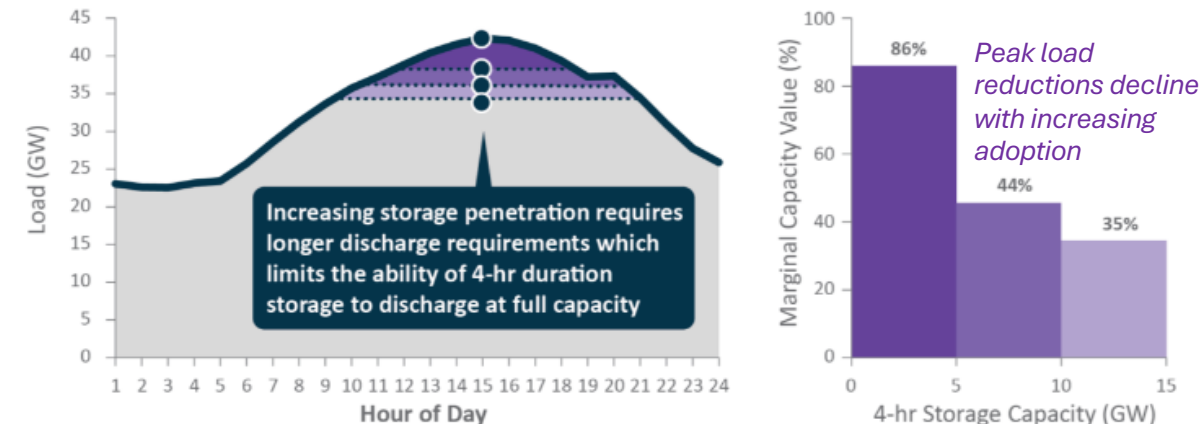 45
40
35
30
25
20
15
10
5
0
Load (GW)
Increasing storage penetration requires
longer discharge requirements which
limits the ability of 4-hr duration
storage to discharge at full capacity
1 2 3 4 5 6 7 8 9 10 11 12 13 14 15 16 17 18 19 20 21 22 23 24
Hour of Day
100
80
60
40
20
0
Marginal Capacity Value (%)
86%
Peak load
reductions decline
with increasing
adoption
44%
35%
0 5 10 15
4-hr Storage Capacity (GW)